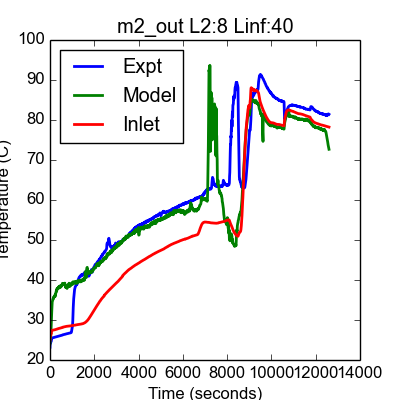 m2_out L2:8 Linf:40
100
90
80
70
60
50
40
30
20
Temperature (C)
Expt
Model
Inlet
0 2000 4000 6000 8000 10000 12000 14000
Time (seconds)